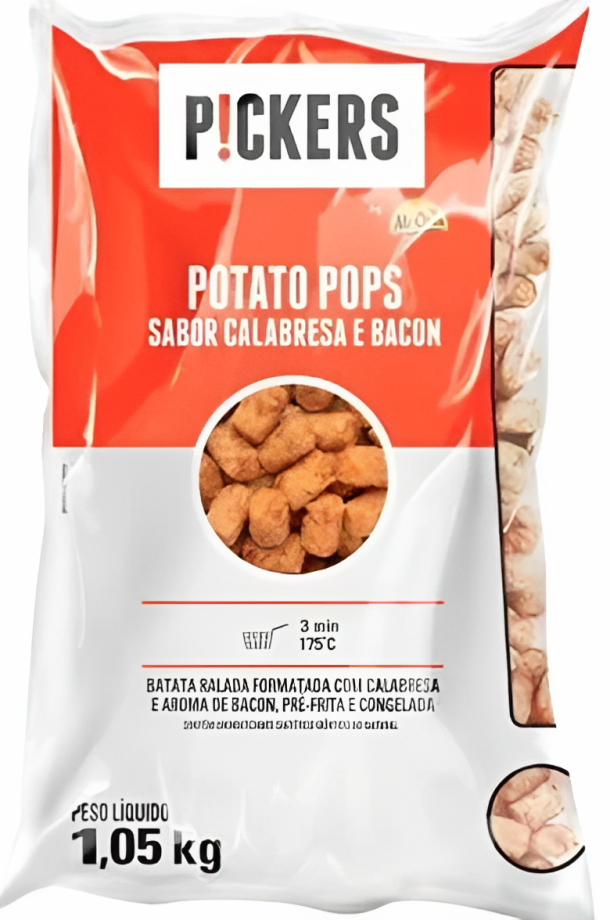 P!CKERS
POTATO POPS
SABOR CALABRESA E BACON
3 min
175°C
BATATA RALADA FORMATADA COM CALABRESA
E AROMA DE BACON, PRÉ-FRITA E CONGELADA
PESO LÍQUIDO
1,05 kg